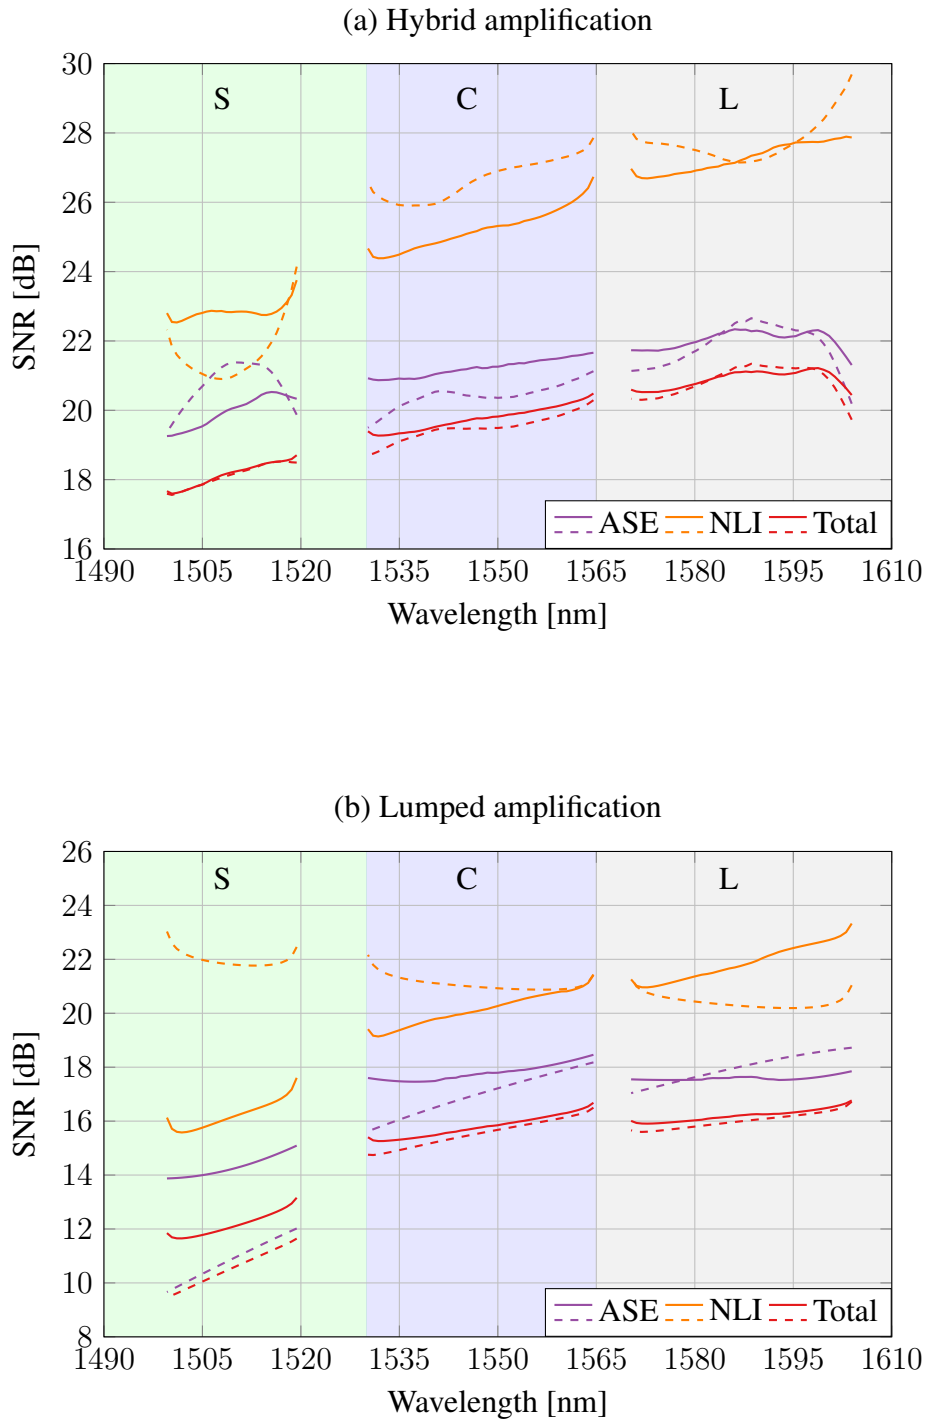 (a) Hybrid amplification
30
28
26
24
22
20
18
16
SNR [dB]
S C L
ASE NLI Total
1490 1505 1520 1535 1550 1565 1580 1595 1610
Wavelength [nm]
(b) Lumped amplification
26
24
22
20
18
16
14
12
10
8
SNR [dB]
S C L
ASE NLI Total
1490 1505 1520 1535 1550 1565 1580 1595 1610
Wavelength [nm]